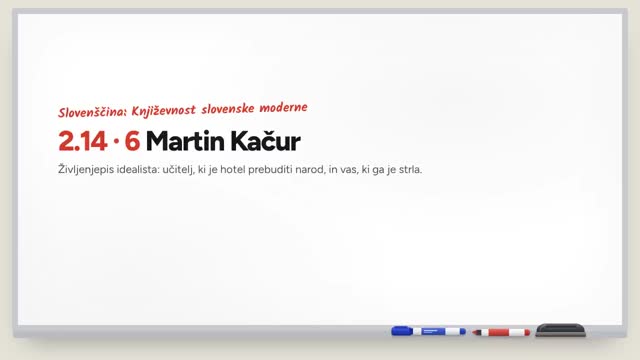 Slovenščina: Književnost slovenske moderne
2.14 · 6 Martin Kačur
Življenjepis idealista: učitelj, ki je hotel prebuditi narod, in vas, ki ga je strla.